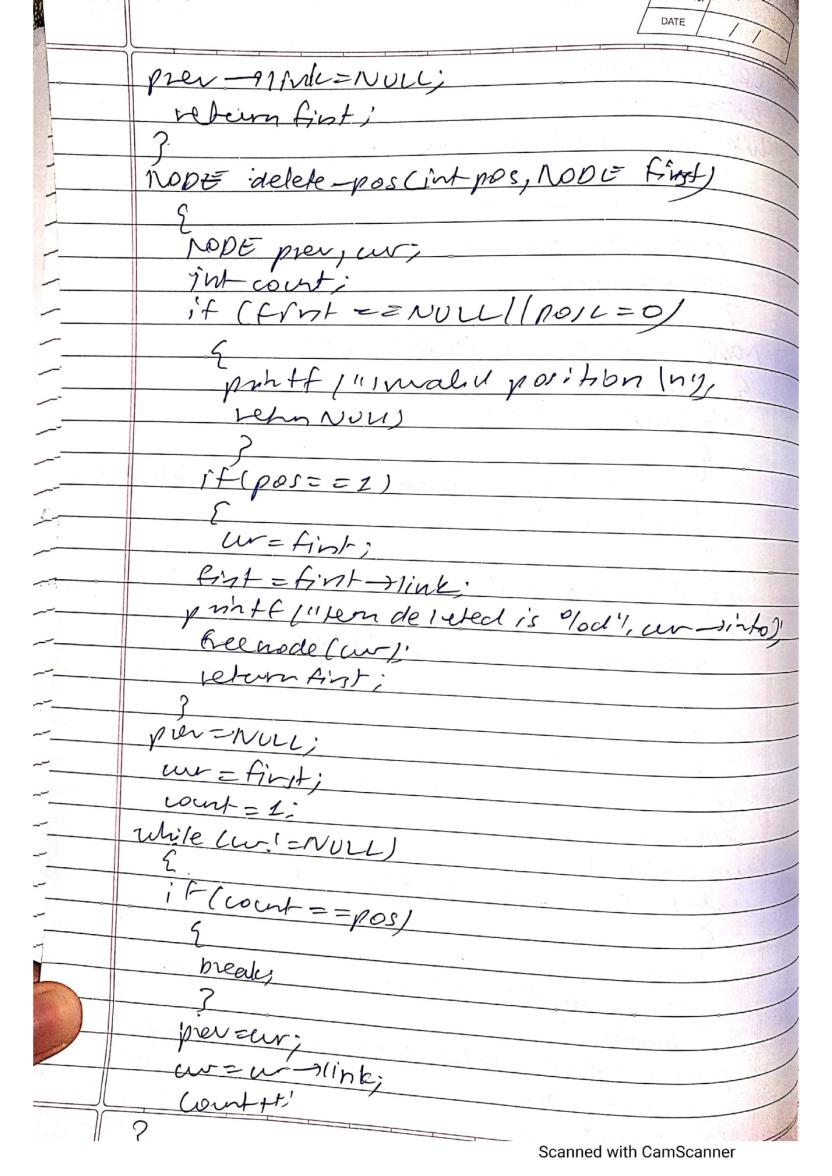 DATE / /
prev → link = NULL;
return first;
}
NODE delete_pos(int pos, NODE first)
{
NODE prev, cur;
int count;
if (first == NULL || pos <= 0)
{
printf ("Invalid position \n");
return NULL;
}
if (pos == 1)
{
cur = first;
first = first → link;
printf ("Item deleted is %d", cur → info);
freenode (cur);
return first;
}
prev = NULL;
cur = first;
count = 1;
while (cur != NULL)
{
if (count == pos)
{
break;
}
prev = cur;
cur = cur → link;
count++;
}
Scanned with CamScanner